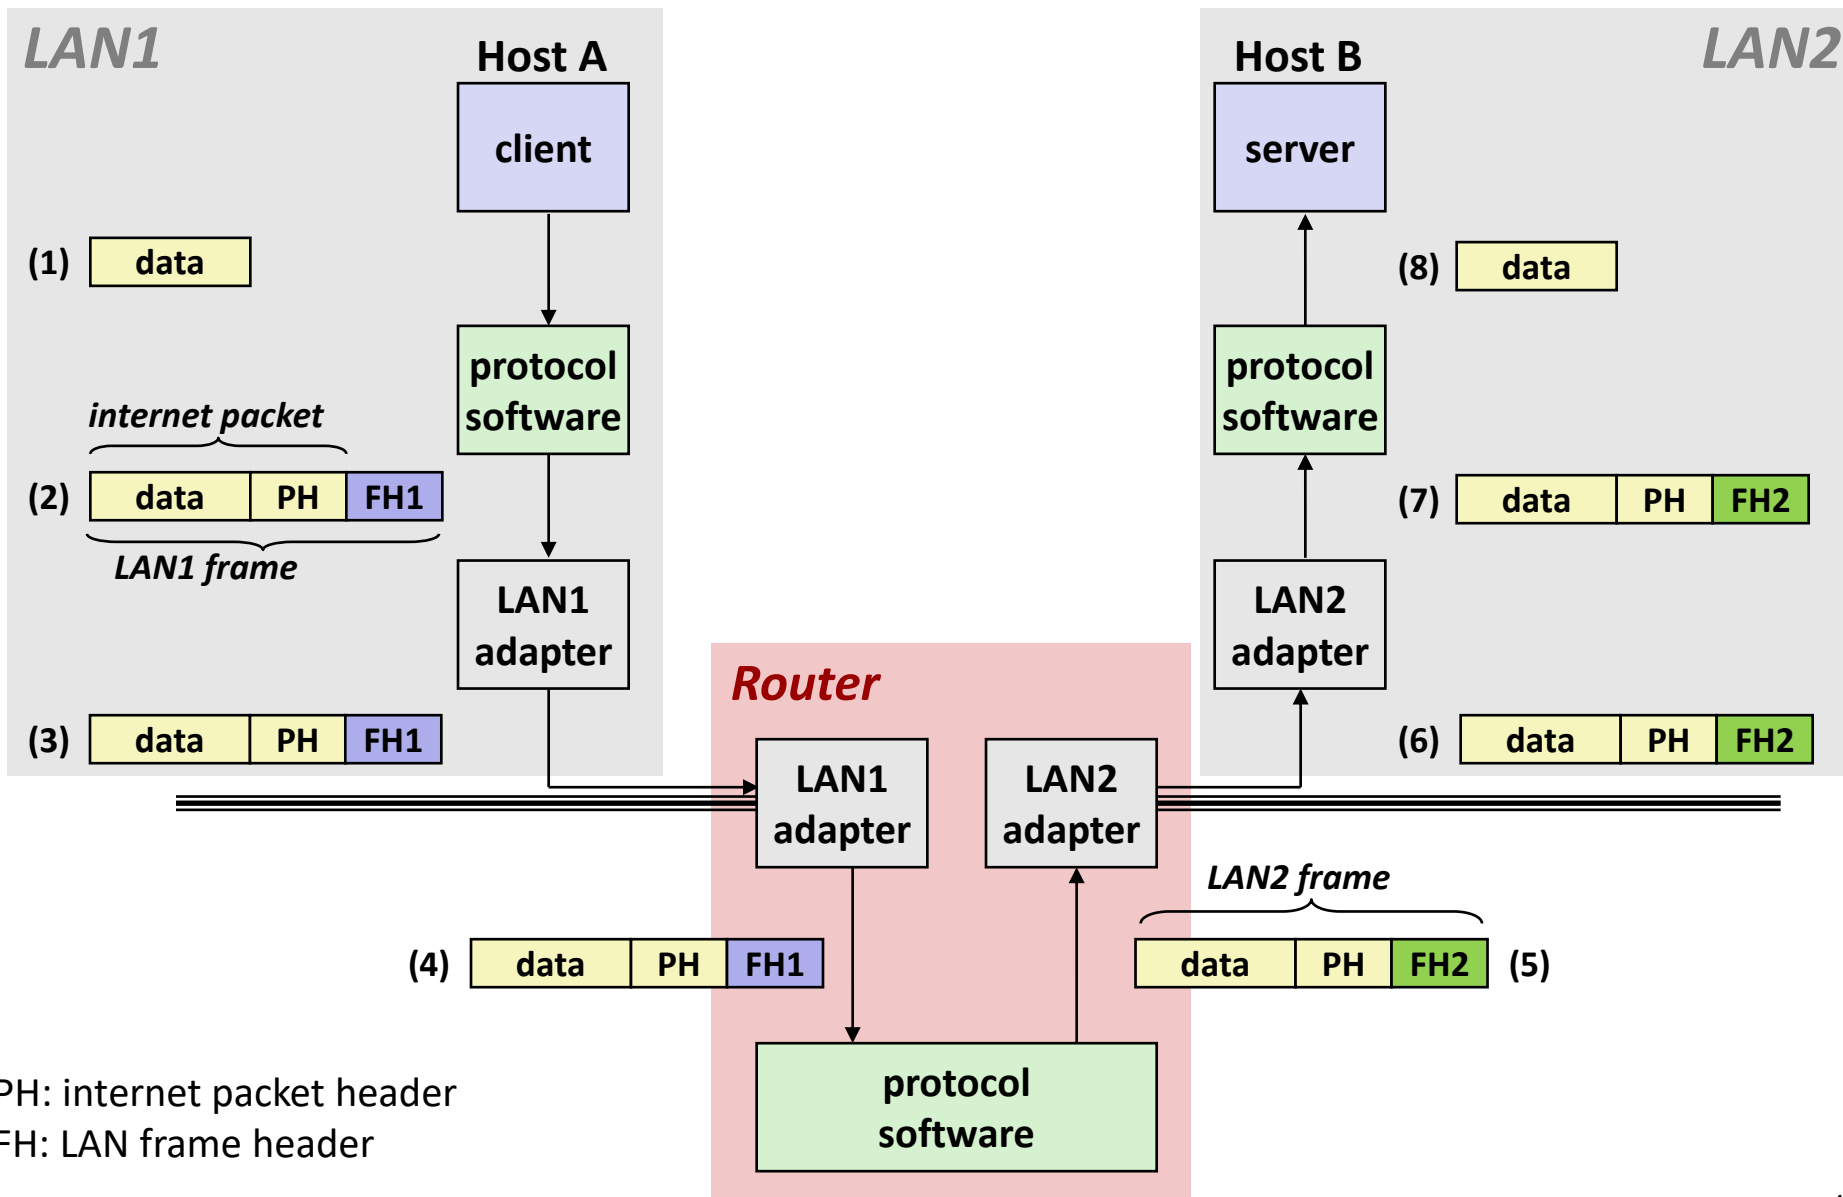 LAN1
Host A
Host B
LAN2
client
server
(1) data
(8) data
protocol
software
protocol
software
internet packet
(2) data PH FH1
(7) data PH FH2
LAN1 frame
LAN1
adapter
LAN2
adapter
Router
(3) data PH FH1
(6) data PH FH2
LAN1
adapter
LAN2
adapter
LAN2 frame
(4) data PH FH1
data PH FH2 (5)
protocol
software
PH: internet packet header
FH: LAN frame header